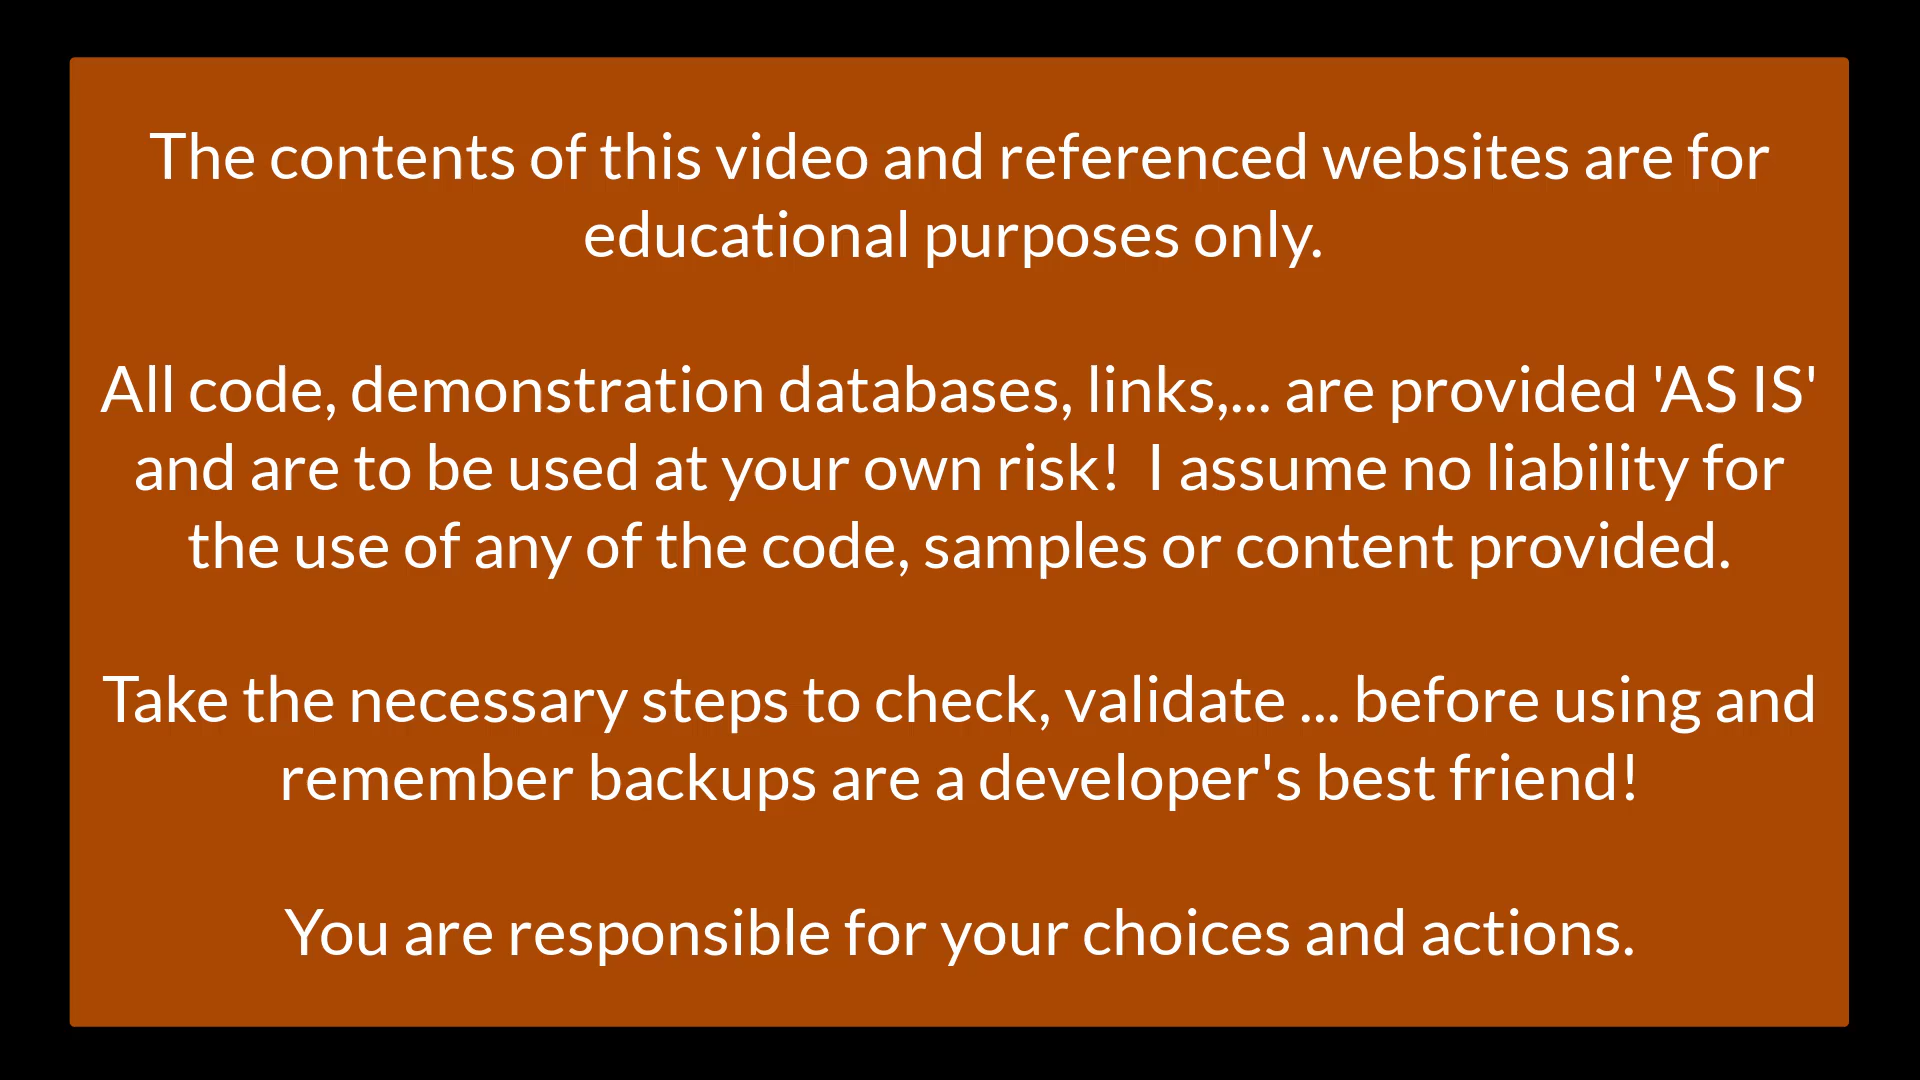 The contents of this video and referenced websites are for
educational purposes only.
All code, demonstration databases, links,... are provided 'AS IS'
and are to be used at your own risk!  I assume no liability for
the use of any of the code, samples or content provided.
Take the necessary steps to check, validate ... before using and
remember backups are a developer's best friend!
You are responsible for your choices and actions.